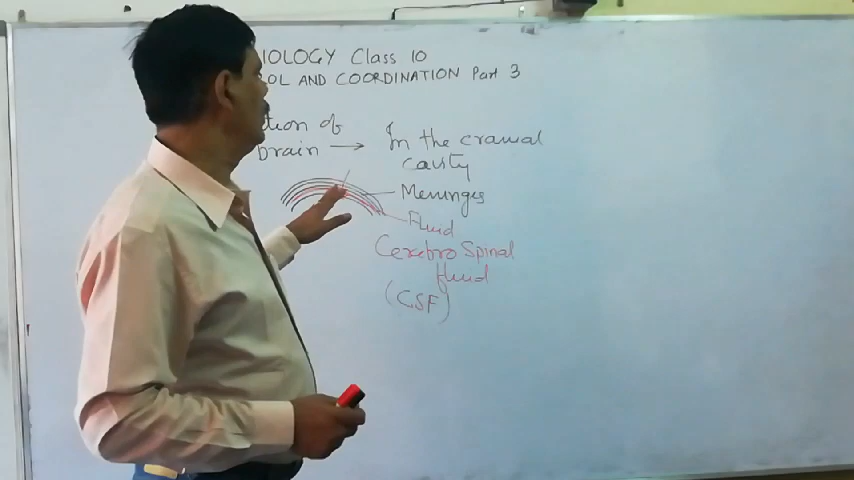 IOLOGY Class 10
OL AND COORDINATION Part 3
tion of
brain → In the cranial
cavity
Meninges
Fluid
Cerebro Spinal
fluid
(CSF)